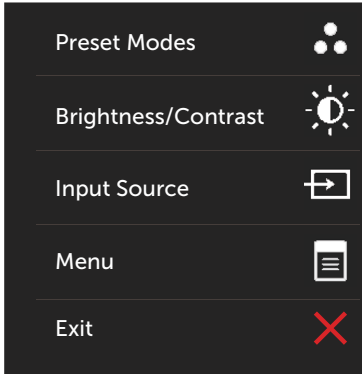 Preset Modes
Brightness/Contrast
Input Source
Menu
Exit